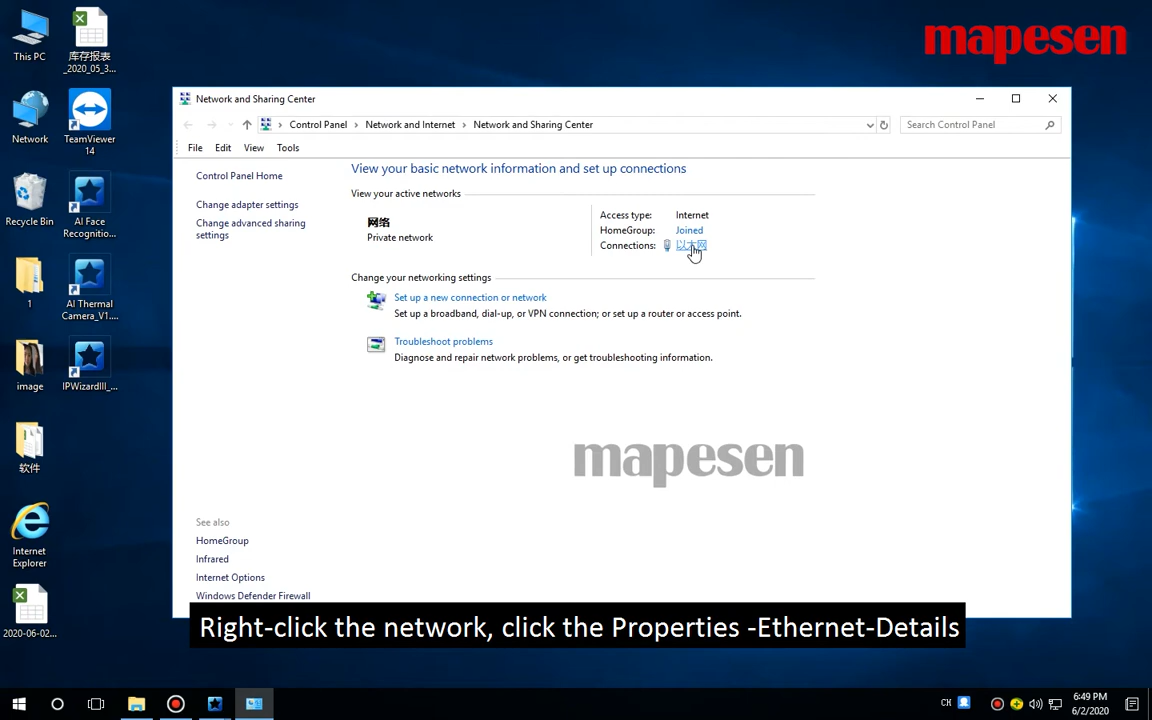 mapesen
This PC
库存报表
_2020_05_3...
Network
TeamViewer
14
Recycle Bin
AI Face
Recognitio...
1
AI Thermal
Camera_V1....
image
IPWizardIII_...
软件
Internet
Explorer
2020-06-02...
Network and Sharing Center
Control Panel > Network and Internet > Network and Sharing Center
Search Control Panel
File Edit View Tools
Control Panel Home
Change adapter settings
Change advanced sharing
settings
View your basic network information and set up connections
View your active networks
网络
Private network
Access type: Internet
HomeGroup: Joined
Connections: 以太网
Change your networking settings
Set up a new connection or network
Set up a broadband, dial-up, or VPN connection; or set up a router or access point.
Troubleshoot problems
Diagnose and repair network problems, or get troubleshooting information.
mapesen
See also
HomeGroup
Infrared
Internet Options
Windows Defender Firewall
Right-click the network, click the Properties -Ethernet-Details
CH
6:49 PM
6/2/2020